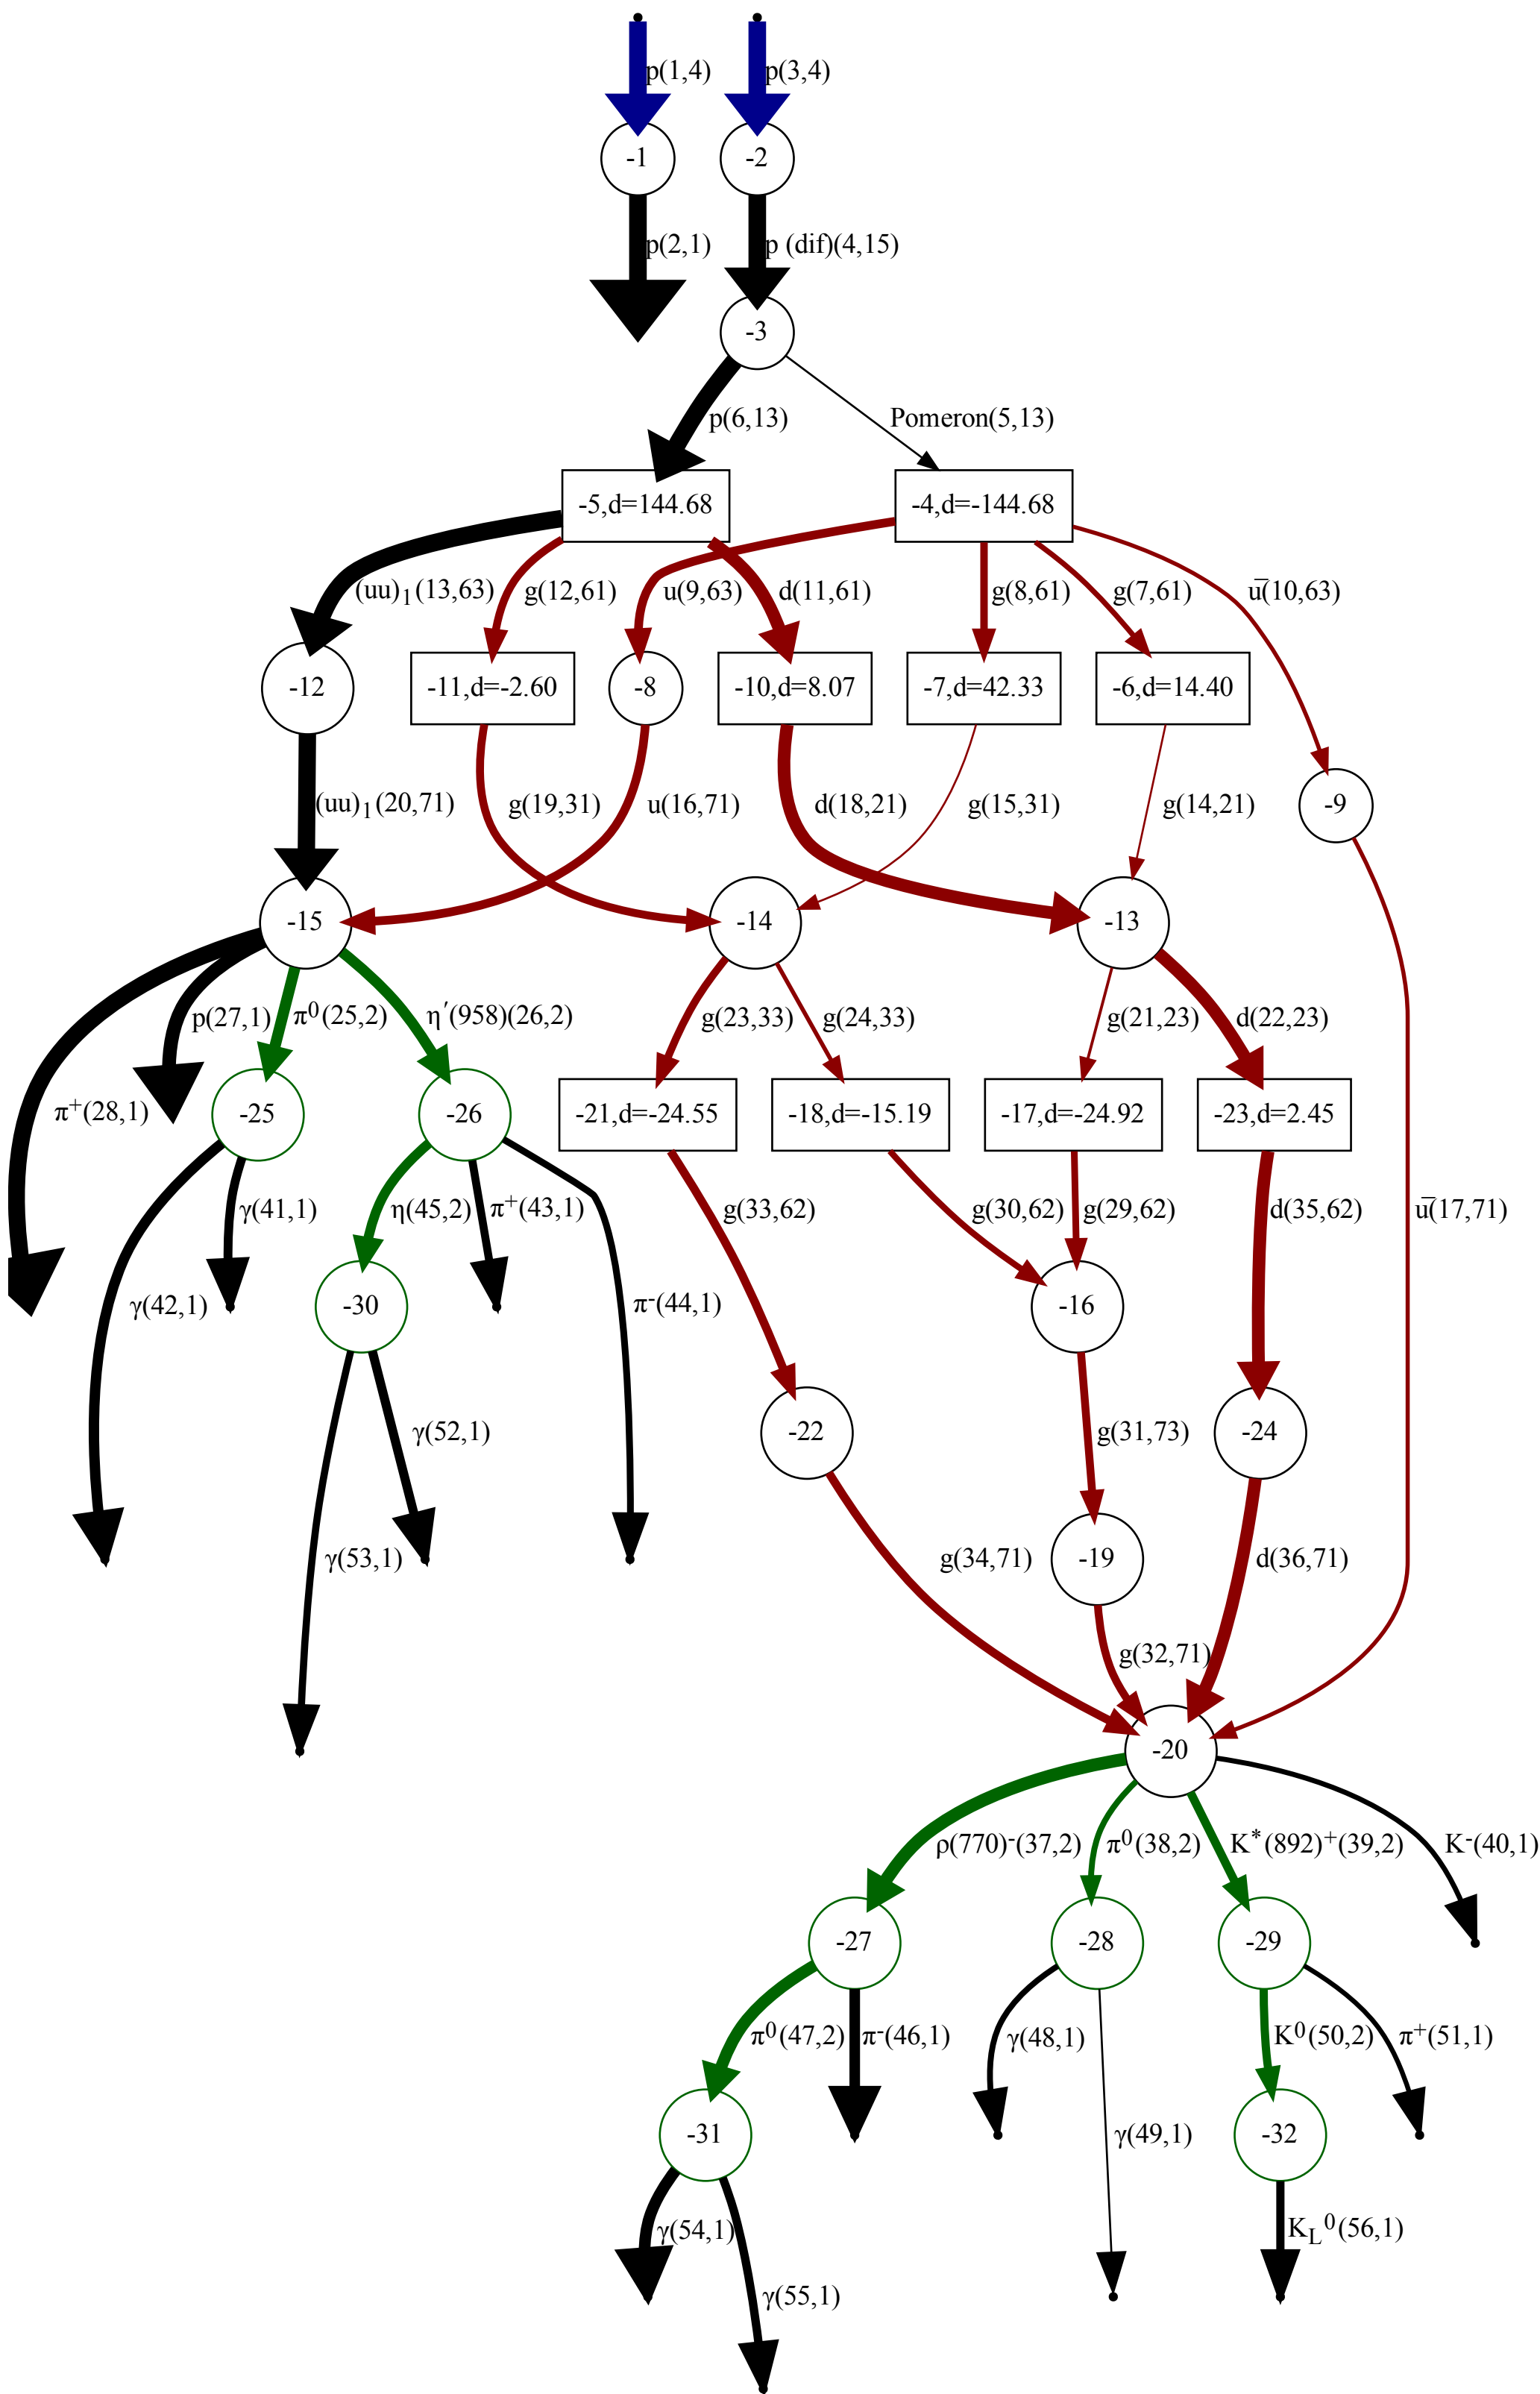 p(1,4) p(3,4)
-1 -2
p(2,1) p (dif)(4,15)
-3
p(6,13) Pomeron(5,13)
-5,d=144.68 -4,d=-144.68
(uu)₁(13,63) g(12,61) u(9,63) d(11,61) g(8,61) g(7,61) u̅(10,63)
-12 -11,d=-2.60 -8 -10,d=8.07 -7,d=42.33 -6,d=14.40
(uu)₁(20,71) g(19,31) u(16,71) d(18,21) g(15,31) g(14,21) -9
-15 -14 -13
p(27,1) π⁰(25,2) η′(958)(26,2) g(23,33) g(24,33) g(21,23) d(22,23)
π⁺(28,1) -25 -26 -21,d=-24.55 -18,d=-15.19 -17,d=-24.92 -23,d=2.45
γ(41,1) η(45,2) π⁺(43,1) g(33,62) g(30,62) g(29,62) d(35,62) u̅(17,71)
γ(42,1) -30 π⁻(44,1) -16
γ(52,1) -22 g(31,73) -24
γ(53,1) g(34,71) -19 d(36,71)
g(32,71)
-20
ρ(770)⁻(37,2) π⁰(38,2) K*(892)⁺(39,2) K⁻(40,1)
-27 -28 -29
π⁰(47,2) π⁻(46,1) γ(48,1) K⁰(50,2) π⁺(51,1)
-31 γ(49,1) -32
γ(54,1) K_L⁰(56,1)
γ(55,1)